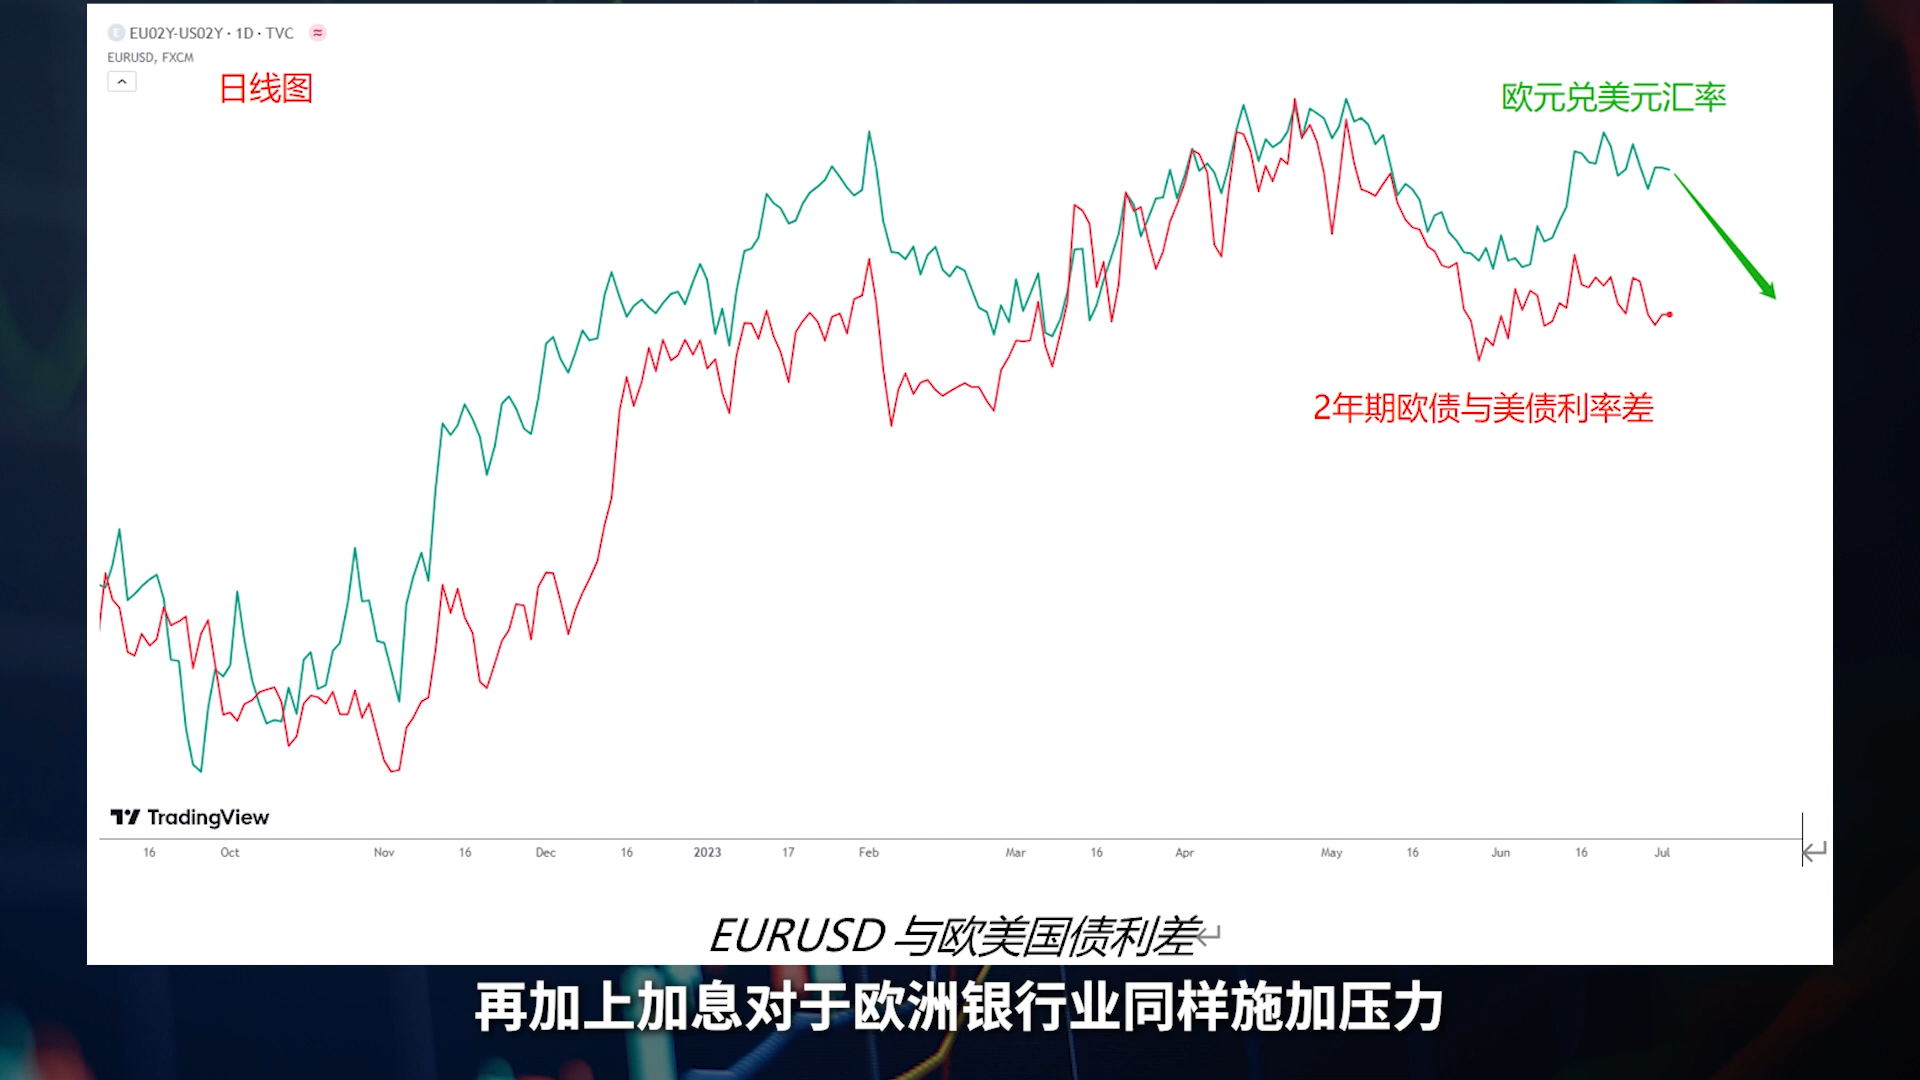 E EU02Y-US02Y · 1D · TVC ≈
EURUSD, FXCM
日线图
欧元兑美元汇率
2年期欧债与美债利率差
TradingView
16 Oct Nov 16 Dec 16 2023 17 Feb Mar 16 Apr May 16 Jun 16 Jul
EURUSD 与欧美国债利差
再加上加息对于欧洲银行业同样施加压力